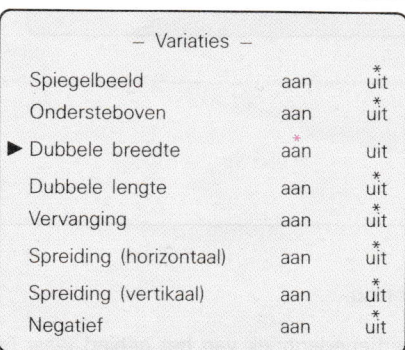 – Variaties –
Spiegelbeeld aan *uit
Ondersteboven aan *uit
▶ Dubbele breedte *aan uit
Dubbele lengte aan *uit
Vervanging aan *uit
Spreiding (horizontaal) aan *uit
Spreiding (vertikaal) aan *uit
Negatief aan *uit